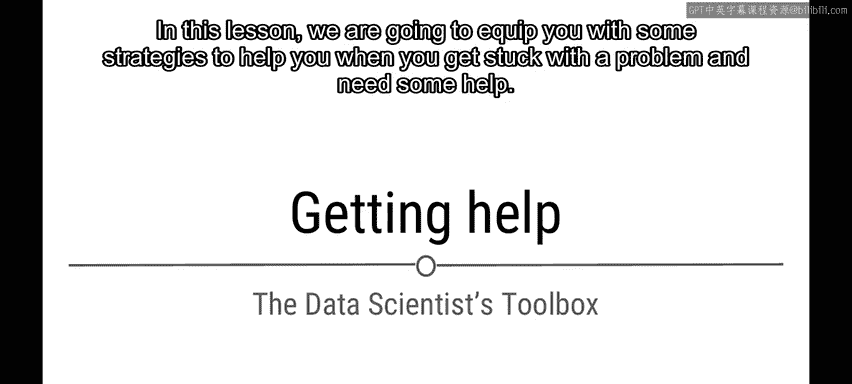 GPT中英字幕课程资源@bilibili.com
In this lesson, we are going to equip you with some
strategies to help you when you get stuck with a problem and
need some help.
Getting help
The Data Scientist's Toolbox